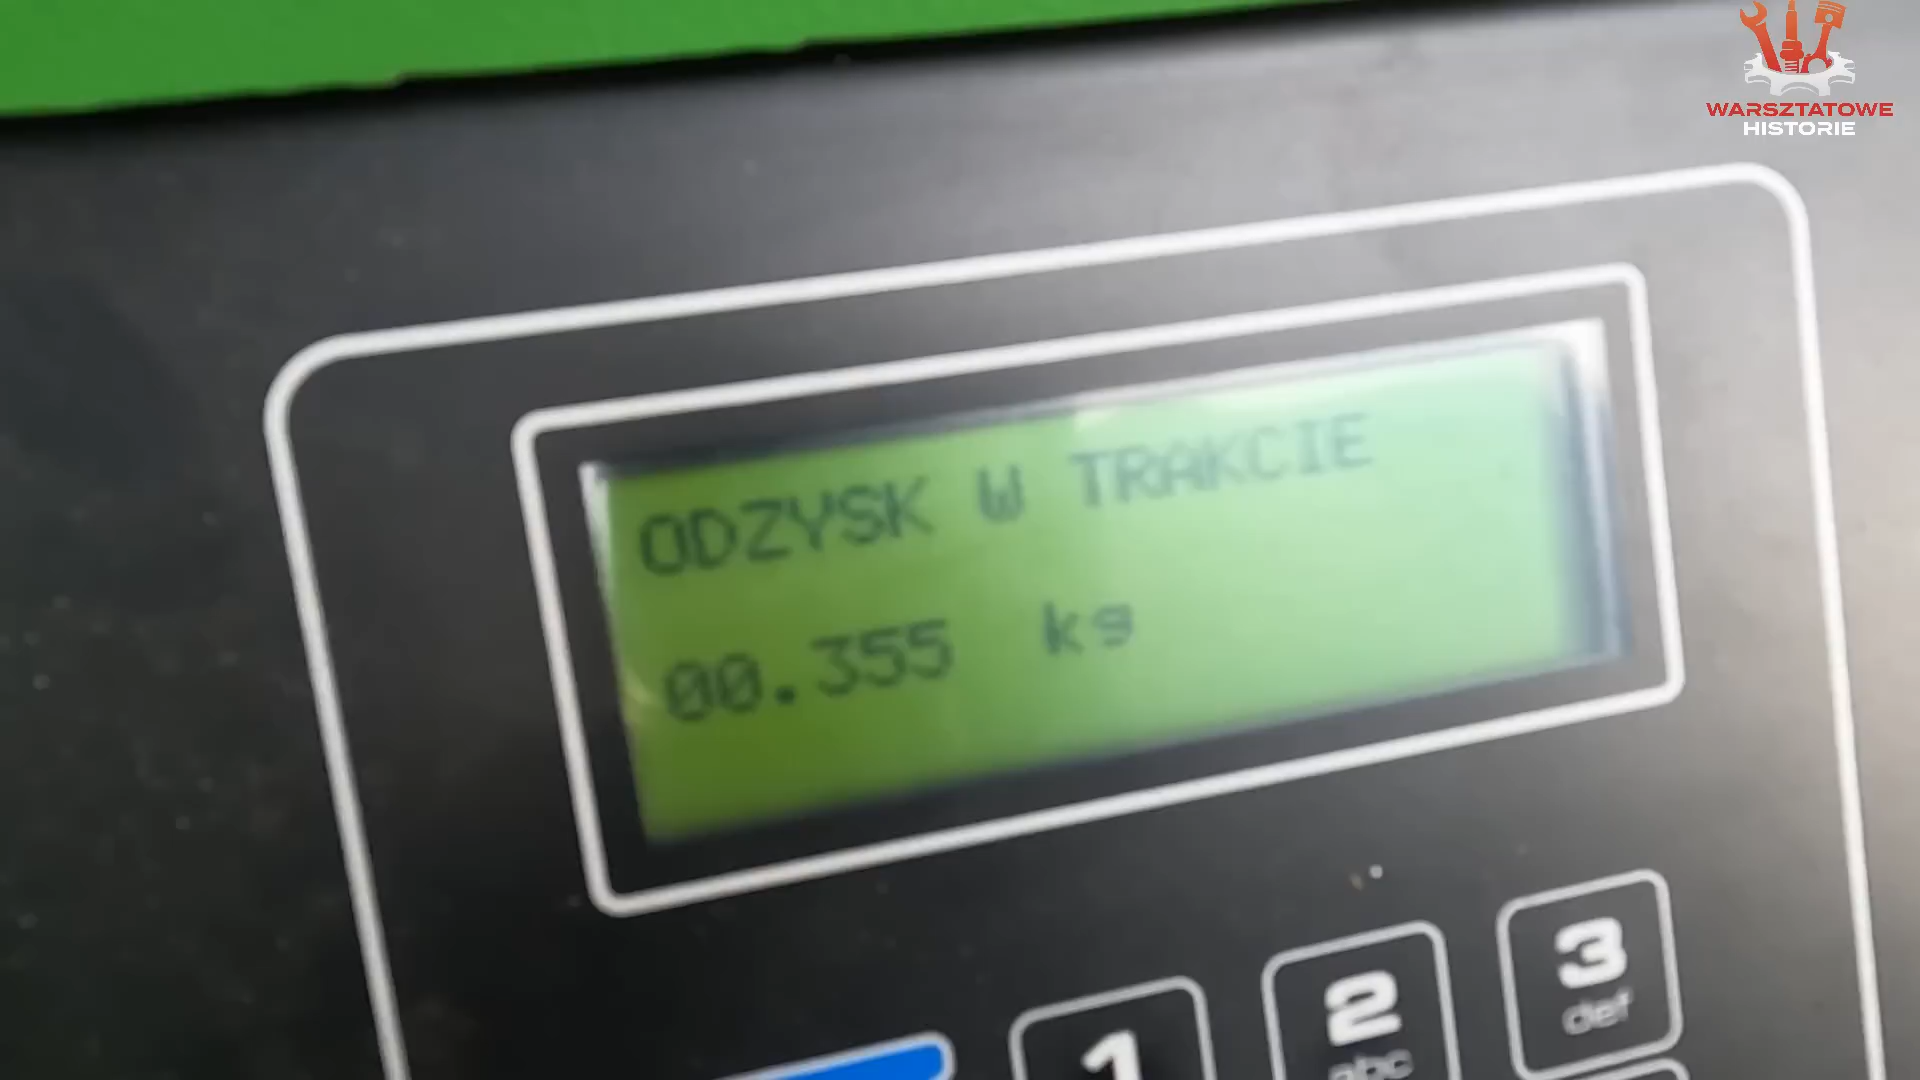 WARSZTATOWE
HISTORIE
ODZYSK W TRAKCIE
00.355 kg
1
2
abc
3
def